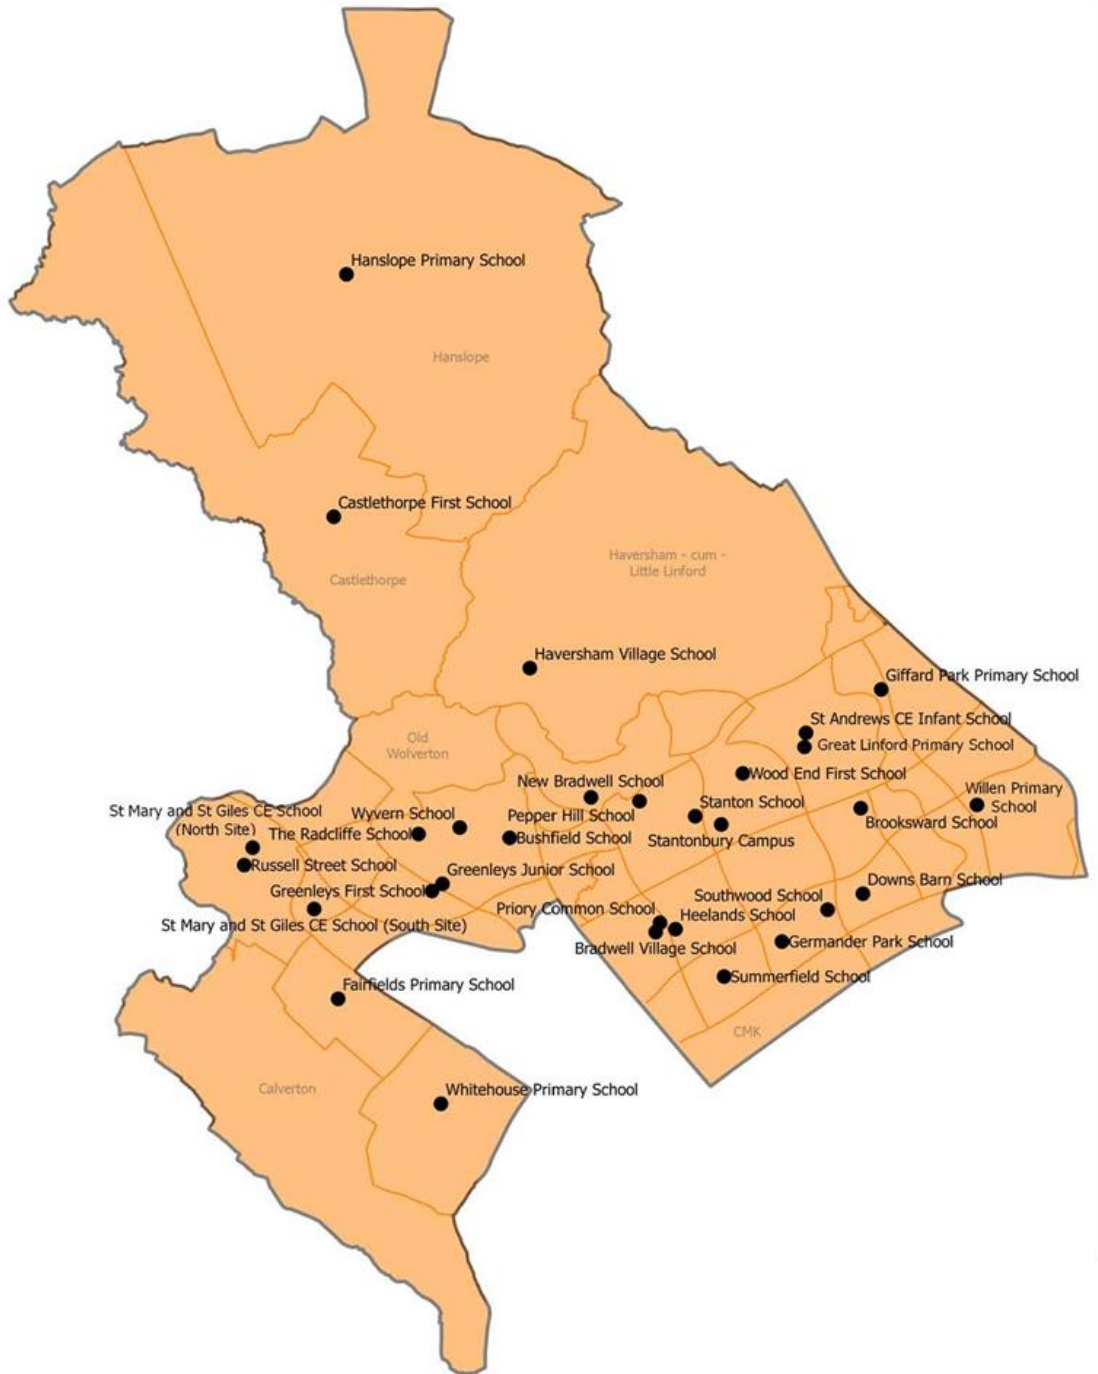 Hanslope Primary School
Hanslope
Castlethorpe First School
Haversham - cum -
Little Linford
Castlethorpe
Haversham Village School
Giffard Park Primary School
St Andrews CE Infant School
Old
Wolverton
Great Linford Primary School
Wood End First School
New Bradwell School
Willen Primary
School
St Mary and St Giles CE School
(North Site)
Wyvern School
Pepper Hill School
Stanton School
Brooksward School
The Radcliffe School
Bushfield School
Stantonbury Campus
Russell Street School
Greenleys Junior School
Downs Barn School
Greenleys First School
Southwood School
Priory Common School
Heelands School
St Mary and St Giles CE School (South Site)
Bradwell Village School
Germander Park School
Summerfield School
Fairfields Primary School
CMK
Calverton
Whitehouse Primary School